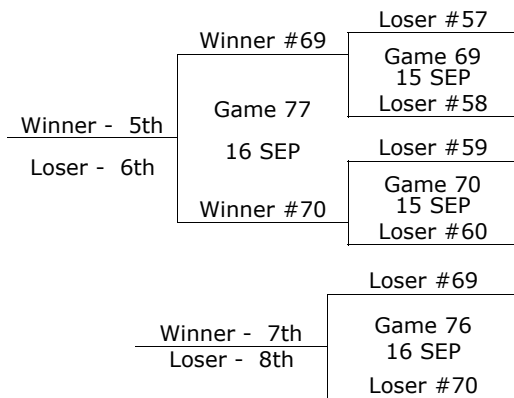 Loser #57
Winner #69
Game 69
15 SEP
Game 77
Loser #58
Winner - 5th
16 SEP
Loser #59
Loser - 6th
Game 70
15 SEP
Winner #70
Loser #60
Loser #69
Winner - 7th
Game 76
Loser - 8th
16 SEP
Loser #70